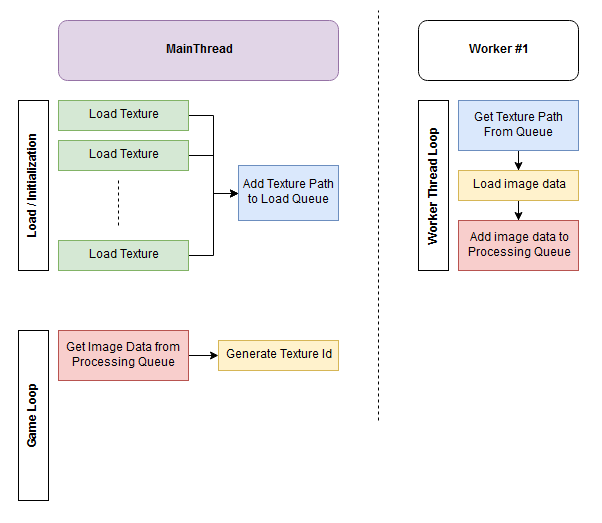 MainThread
Worker #1
Load / Initialization
Load Texture
Load Texture
Load Texture
Add Texture Path
to Load Queue
Worker Thread Loop
Get Texture Path
From Queue
Load image data
Add image data to
Processing Queue
Game Loop
Get Image Data from
Processing Queue
Generate Texture Id